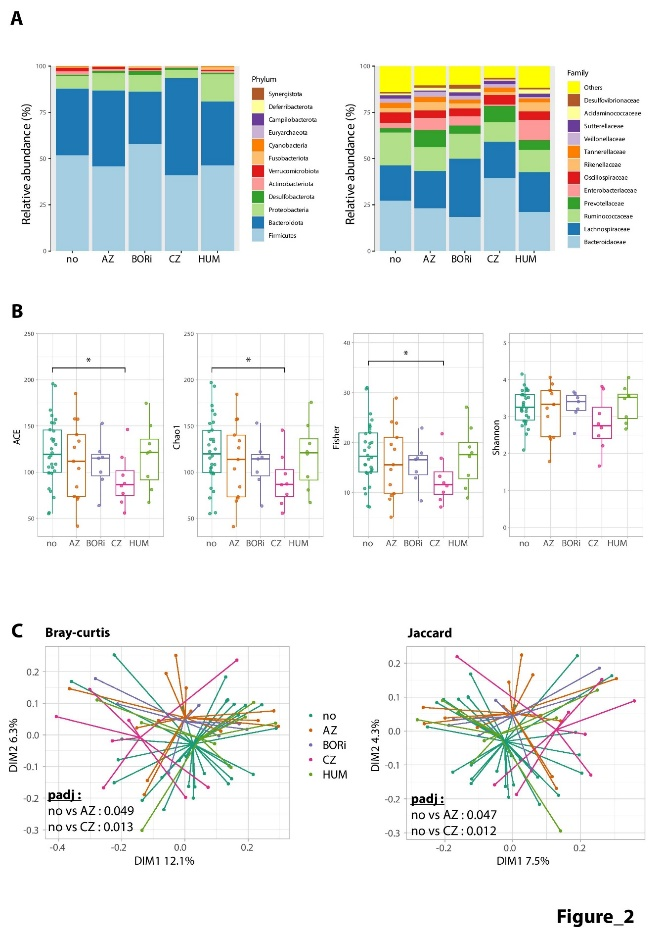 A
Relative abundance (%)
100
75
50
25
0
no AZ BORi CZ HUM
Phylum
Synergistota
Deferribacterota
Campilobacterota
Euryarchaeota
Cyanobacteria
Fusobacteriota
Verrucomicrobiota
Actinobacteriota
Desulfobacterota
Proteobacteria
Bacteroidota
Firmicutes
Relative abundance (%)
100
75
50
25
0
no AZ BORi CZ HUM
Family
Others
Desulfovibrionaceae
Acidaminococcaceae
Sutterellaceae
Veillonellaceae
Tannerellaceae
Rikenellaceae
Oscillospiraceae
Enterobacteriaceae
Prevotellaceae
Ruminococcaceae
Lachnospiraceae
Bacteroidaceae
B
ACE
250
200
150
100
50
*
no AZ BORi CZ HUM
Chao1
250
200
150
100
50
*
no AZ BORi CZ HUM
Fisher
40
30
20
10
*
no AZ BORi CZ HUM
Shannon
5
4
3
2
1
0
no AZ BORi CZ HUM
C
Bray-curtis
DIM2 6.3%
0.2
0.1
0.0
-0.1
-0.2
-0.3
padj :
no vs AZ : 0.049
no vs CZ : 0.013
-0.4 -0.2 0.0 0.2
DIM1 12.1%
no
AZ
BORi
CZ
HUM
Jaccard
DIM2 4.3%
0.2
0.1
0.0
-0.1
-0.2
-0.3
padj :
no vs AZ : 0.047
no vs CZ : 0.012
-0.2 0.0 0.2
DIM1 7.5%
Figure_2